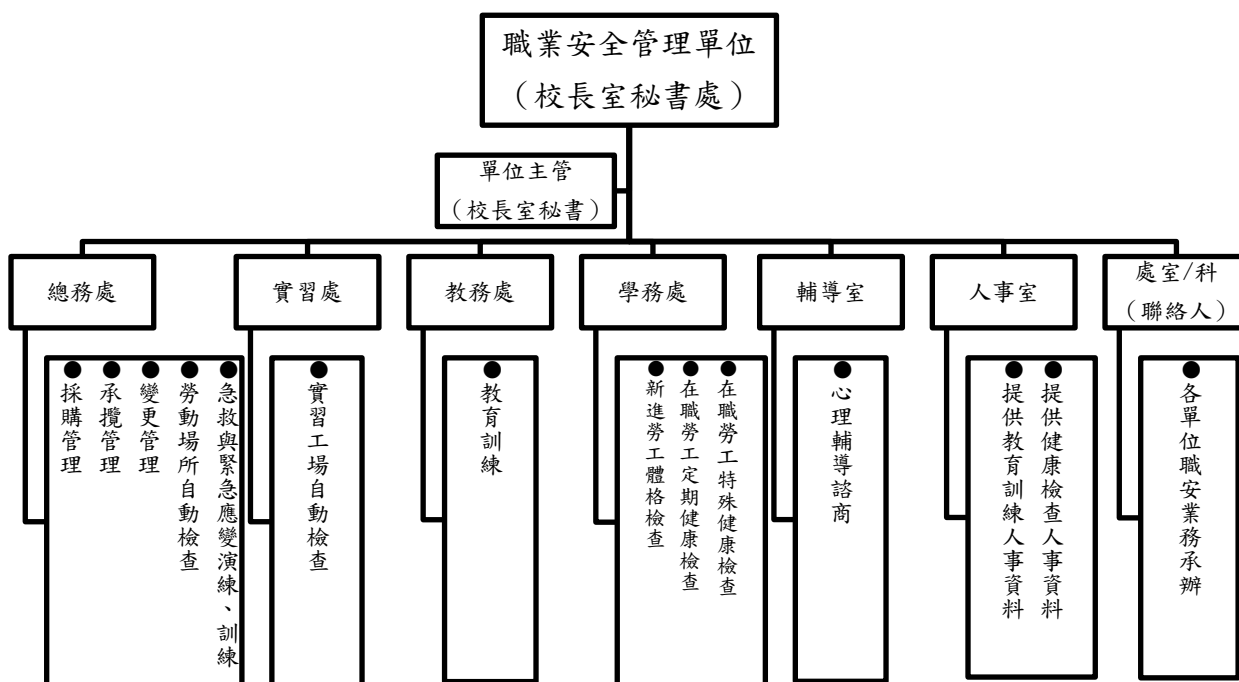 職業安全管理單位
（校長室秘書處）
單位主管
（校長室秘書）
總務處
實習處
教務處
學務處
輔導室
人事室
處室/科
（聯絡人）
●急救與緊急應變演練、訓練
●勞動場所自動檢查
●變更管理
●承攬管理
●採購管理
●實習工場自動檢查
●教育訓練
●在職勞工特殊健康檢查
●在職勞工定期健康檢查
●新進勞工體格檢查
●心理輔導諮商
●提供健康檢查人事資料
●提供教育訓練人事資料
●各單位職安業務承辦